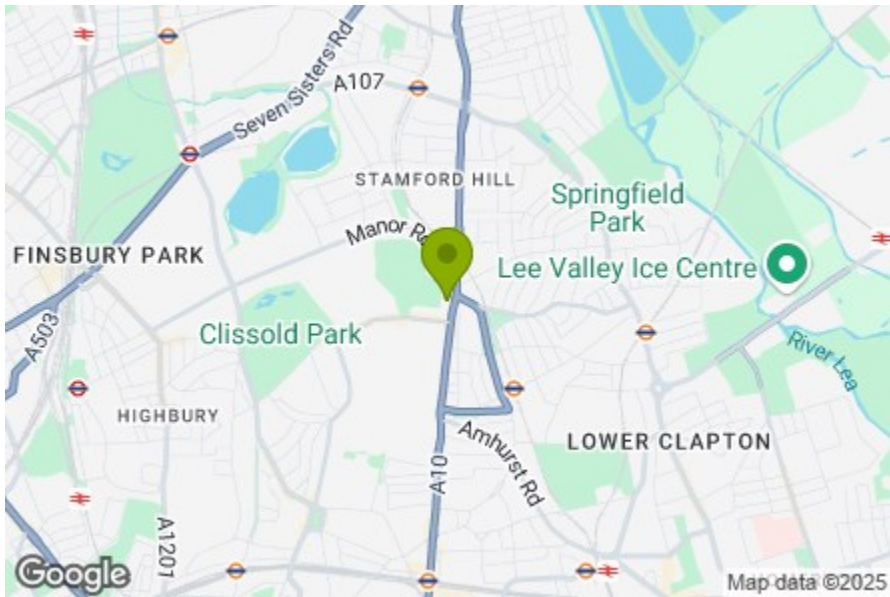 Seven Sisters Rd
A107
STAMFORD HILL
Springfield
Park
Manor Rd
FINSBURY PARK
Lee Valley Ice Centre
A503
Clissold Park
River Lea
HIGHBURY
Amhurst Rd
LOWER CLAPTON
A10
A1201
Google
Map data ©2025